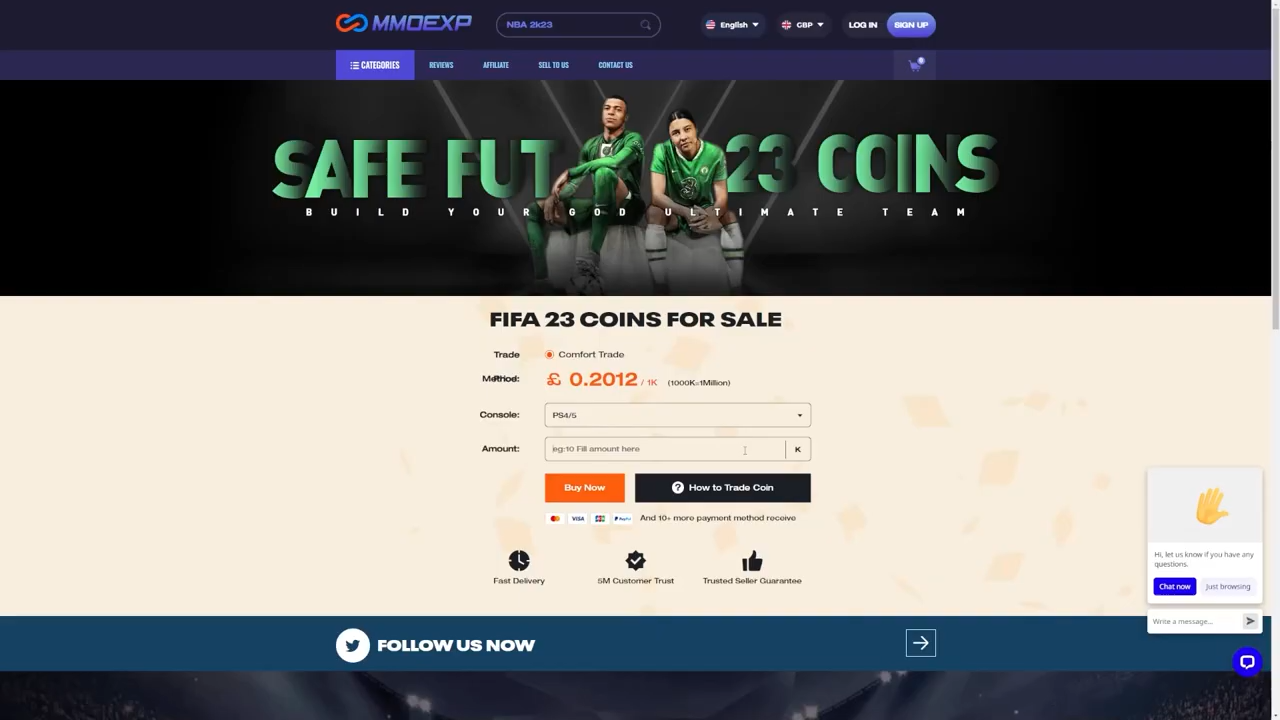 MMOEXP
NBA 2k23
English
GBP
LOG IN
SIGN UP
CATEGORIES
REVIEWS
AFFILIATE
SELL TO US
CONTACT US
0
SAFE FUT 23 COINS
BUILD YOUR GOD ULTIMATE TEAM
FIFA 23 COINS FOR SALE
Trade
Comfort Trade
Method:
£ 0.2012 / 1K (1000K=1Million)
Console:
PS4/5
Amount:
eg:10 Fill amount here
K
Buy Now
? How to Trade Coin
VISA
PayPal
And 10+ more payment method receive
Fast Delivery
5M Customer Trust
Trusted Seller Guarantee
Hi, let us know if you have any
questions.
Chat now
Just browsing
Write a message...
FOLLOW US NOW